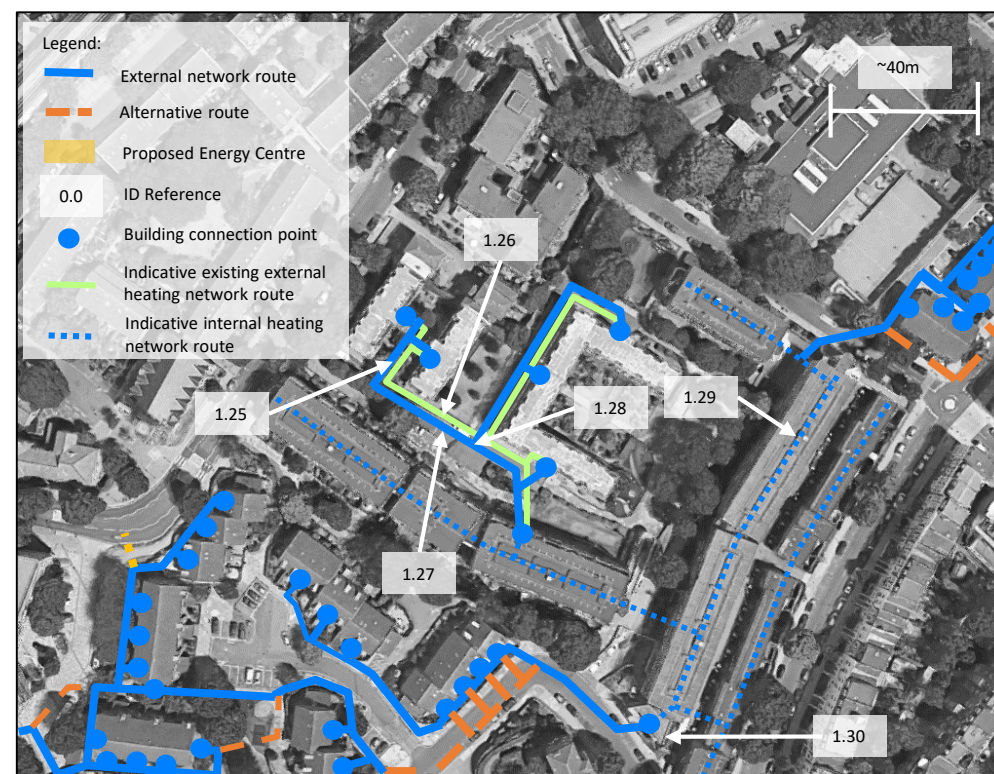 Legend:
External network route
Alternative route
Proposed Energy Centre
0.0 ID Reference
Building connection point
Indicative existing external
heating network route
Indicative internal heating
network route
~40m
1.26
1.25
1.28
1.29
1.27
1.30